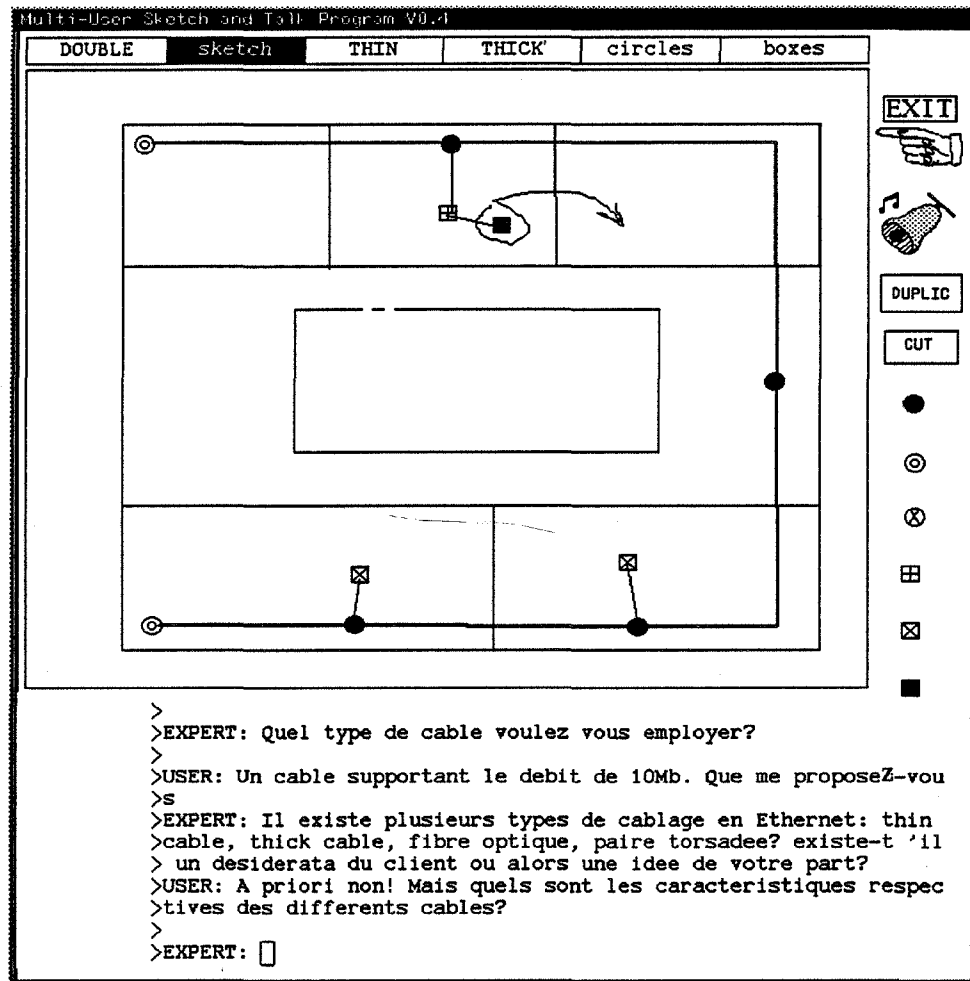 Multi-User Sketch and Talk Program V0.4
DOUBLE sketch THIN THICK' circles boxes
EXIT
DUPLIC
CUT
>
>EXPERT: Quel type de cable voulez vous employer?
>
>USER: Un cable supportant le debit de 10Mb. Que me proposeZ-vou
>s
>EXPERT: Il existe plusieurs types de cablage en Ethernet: thin
>cable, thick cable, fibre optique, paire torsadee? existe-t 'il
> un desiderata du client ou alors une idee de votre part?
>USER: A priori non! Mais quels sont les caracteristiques respec
>tives des differents cables?
>
>EXPERT: